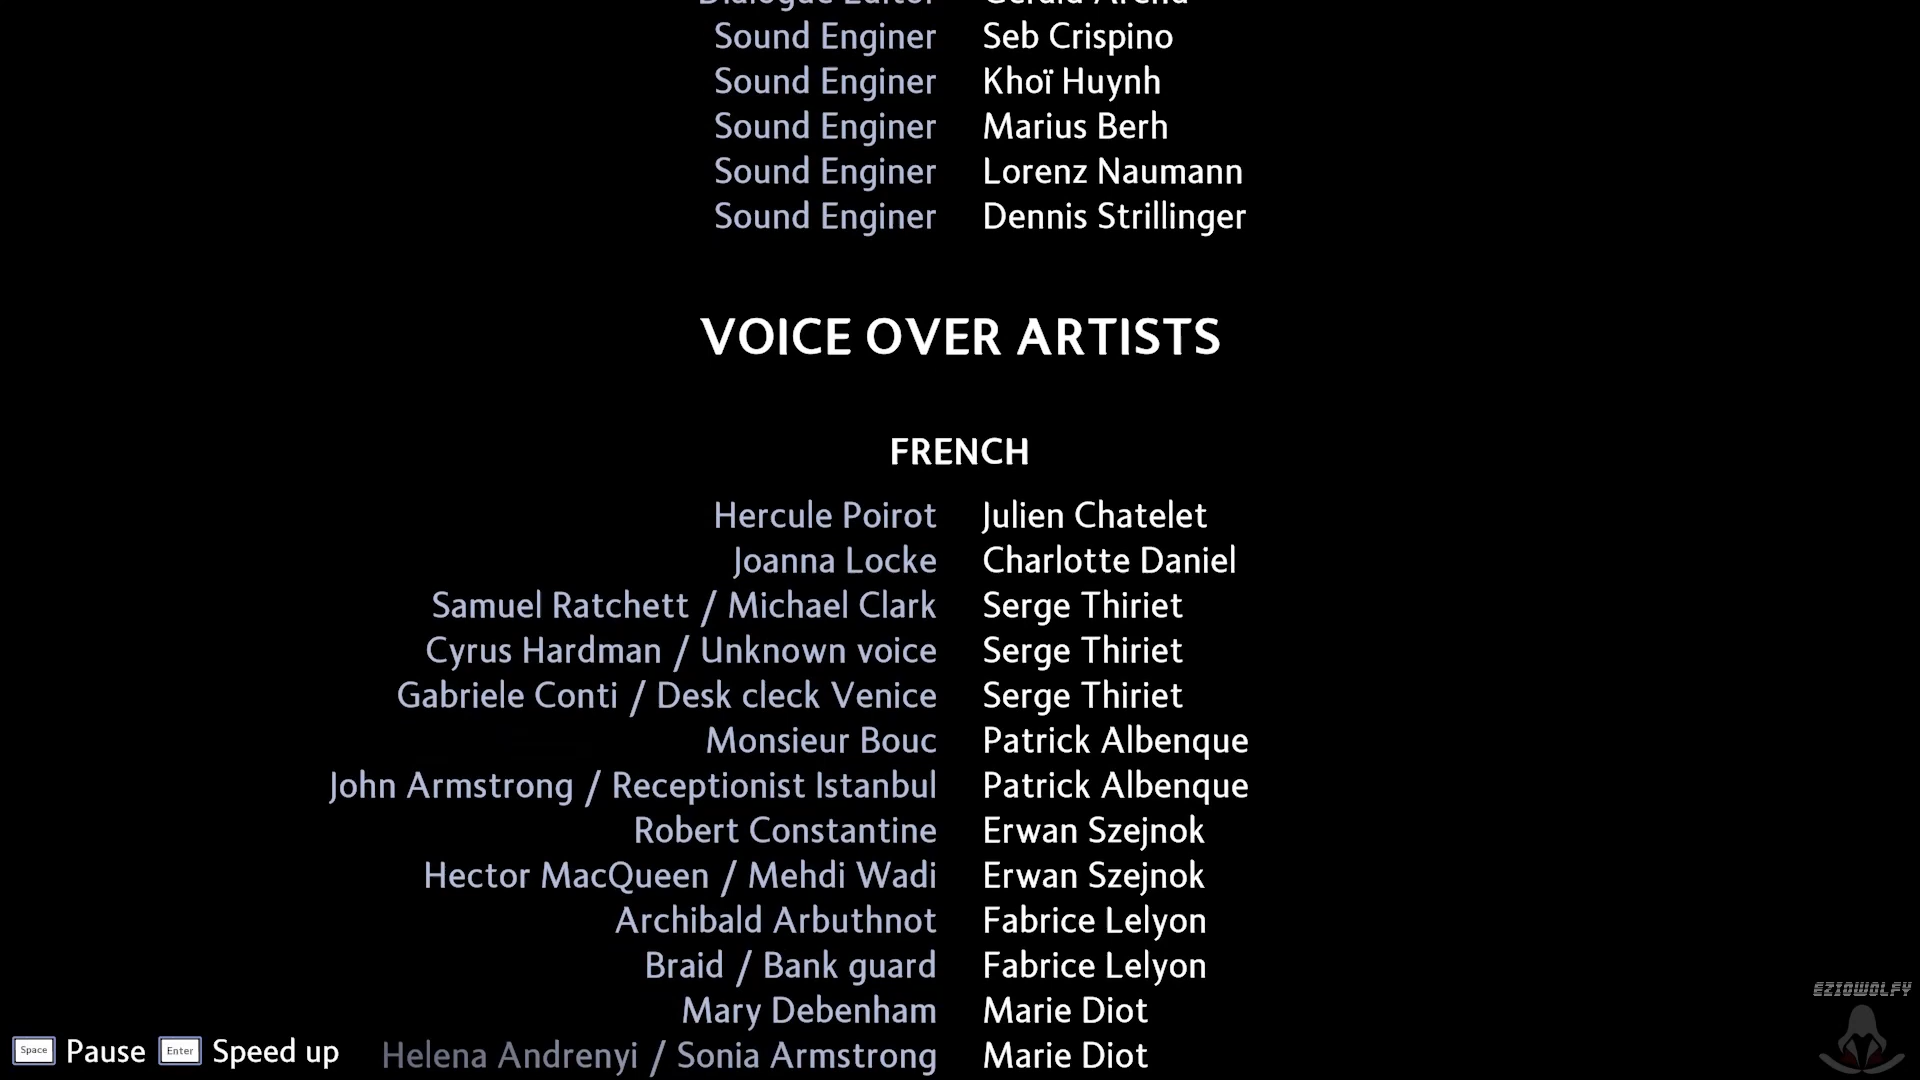 Dialogue Editor Gerald Arend
Sound Enginer Seb Crispino
Sound Enginer Khoï Huynh
Sound Enginer Marius Berh
Sound Enginer Lorenz Naumann
Sound Enginer Dennis Strillinger
VOICE OVER ARTISTS
FRENCH
Hercule Poirot Julien Chatelet
Joanna Locke Charlotte Daniel
Samuel Ratchett / Michael Clark Serge Thiriet
Cyrus Hardman / Unknown voice Serge Thiriet
Gabriele Conti / Desk cleck Venice Serge Thiriet
Monsieur Bouc Patrick Albenque
John Armstrong / Receptionist Istanbul Patrick Albenque
Robert Constantine Erwan Szejnok
Hector MacQueen / Mehdi Wadi Erwan Szejnok
Archibald Arbuthnot Fabrice Lelyon
Braid / Bank guard Fabrice Lelyon
Mary Debenham Marie Diot
Helena Andrenyi / Sonia Armstrong Marie Diot
Space Pause Enter Speed up
EZIOWOLFY